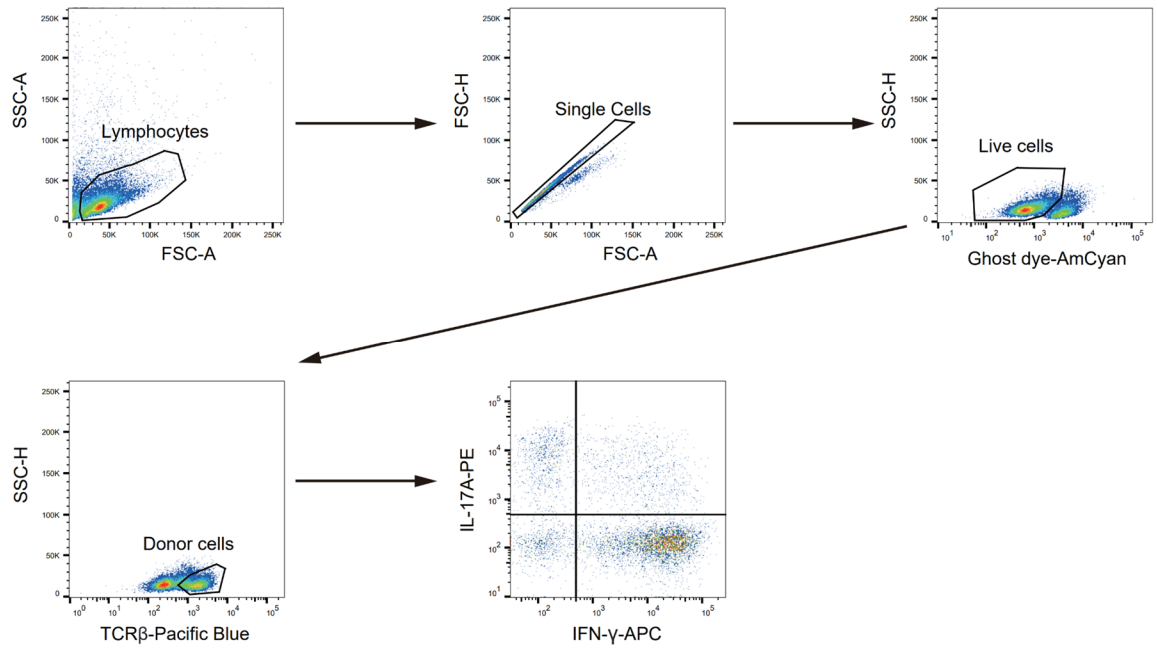 250K
200K
150K
100K
50K
0
SSC-A
Lymphocytes
0 50K 100K 150K 200K 250K
FSC-A
250K
200K
150K
100K
50K
0
FSC-H
Single Cells
0 50K 100K 150K 200K 250K
FSC-A
250K
200K
150K
100K
50K
0
SSC-H
Live cells
10¹ 10² 10³ 10⁴ 10⁵
Ghost dye-AmCyan
250K
200K
150K
100K
50K
0
SSC-H
Donor cells
10⁰ 10¹ 10² 10³ 10⁴ 10⁵
TCRβ-Pacific Blue
10⁵
10⁴
10³
10²
10¹
IL-17A-PE
10² 10³ 10⁴ 10⁵
IFN-γ-APC